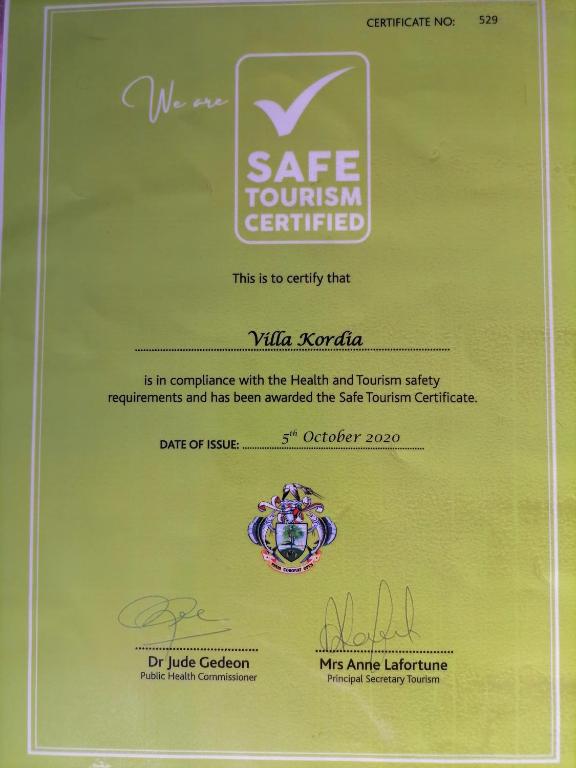 CERTIFICATE NO: 529
We are
SAFE
TOURISM
CERTIFIED
This is to certify that
Villa Kordia
is in compliance with the Health and Tourism safety
requirements and has been awarded the Safe Tourism Certificate.
DATE OF ISSUE: 5th October 2020
Dr Jude Gedeon
Public Health Commissioner
Mrs Anne Lafortune
Principal Secretary Tourism